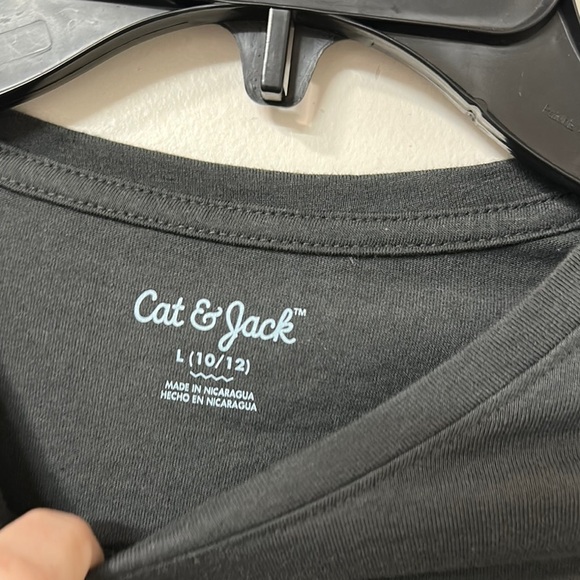 Cat & Jack™
L (10/12)
MADE IN NICARAGUA
HECHO EN NICARAGUA